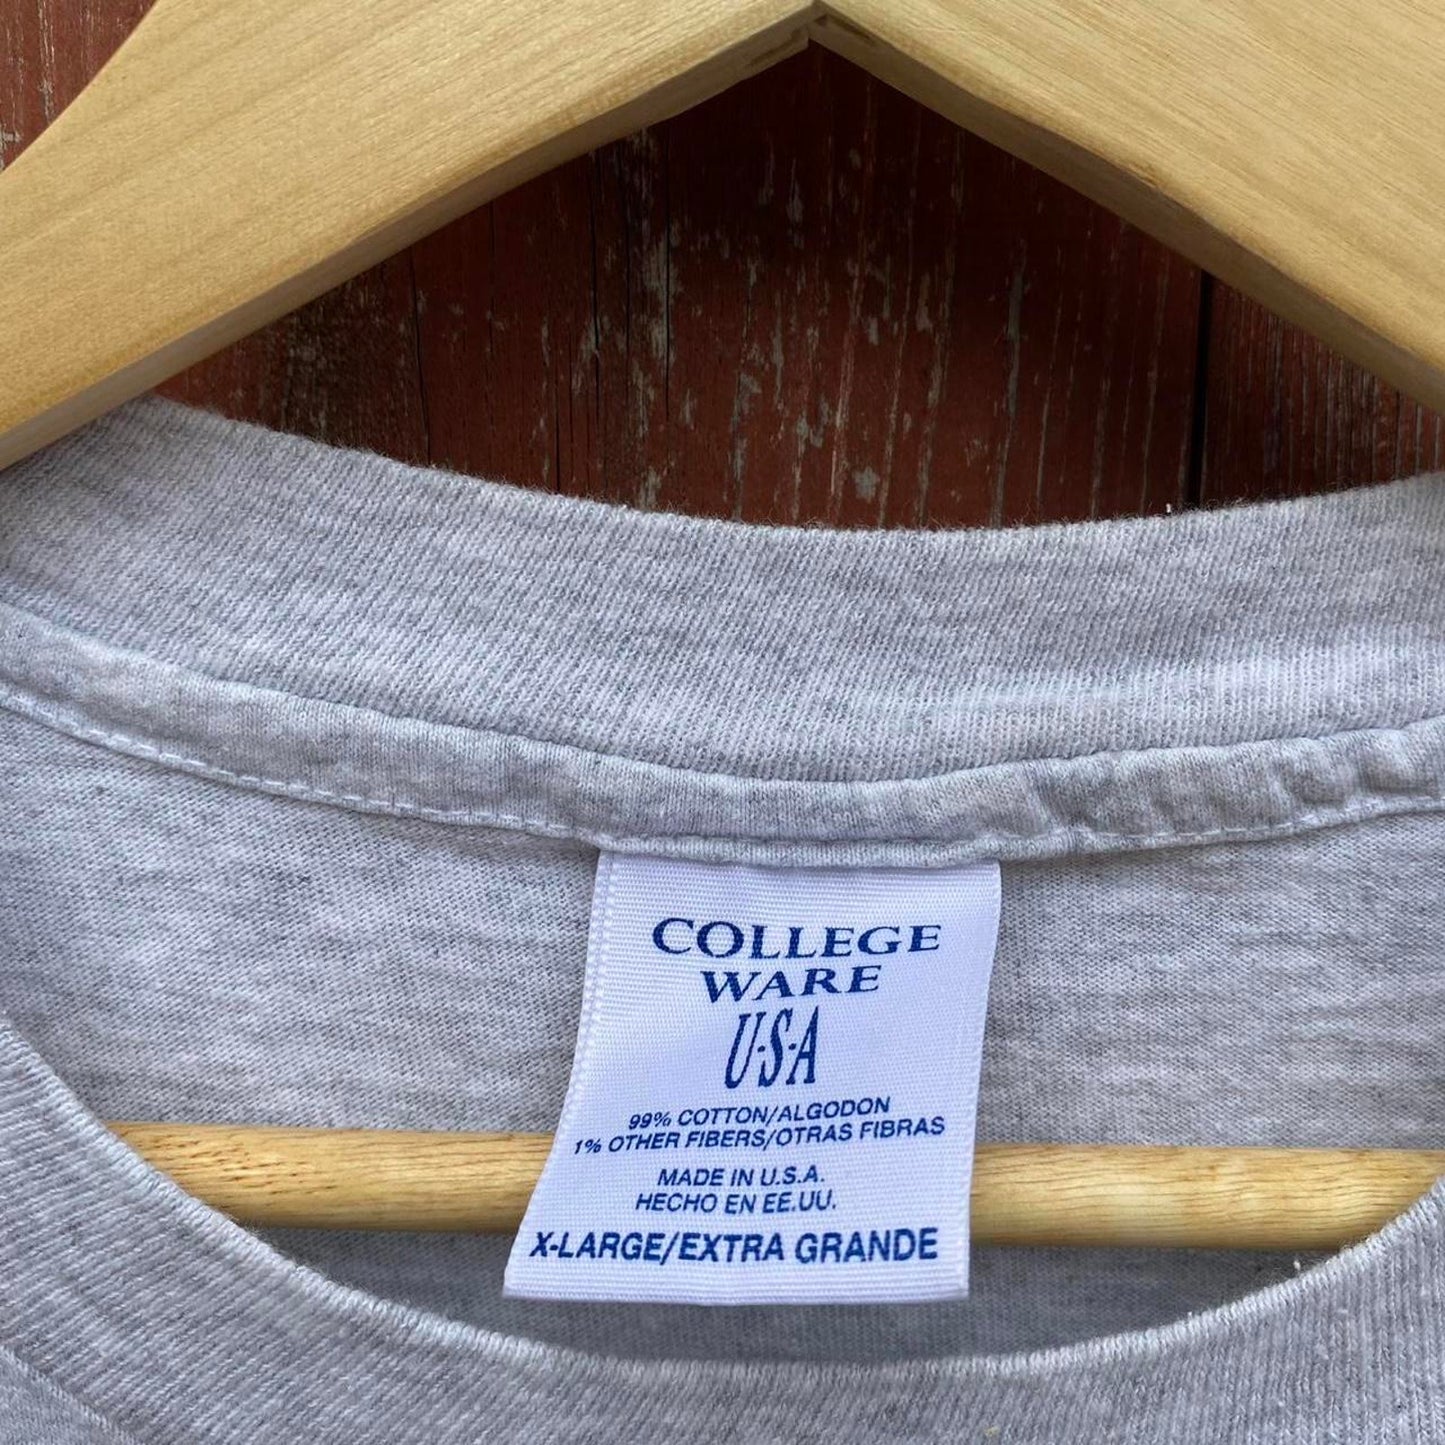 COLLEGE
WARE
U·S·A
99% COTTON/ALGODON
1% OTHER FIBERS/OTRAS FIBRAS
MADE IN U.S.A.
HECHO EN EE.UU.
X-LARGE/EXTRA GRANDE